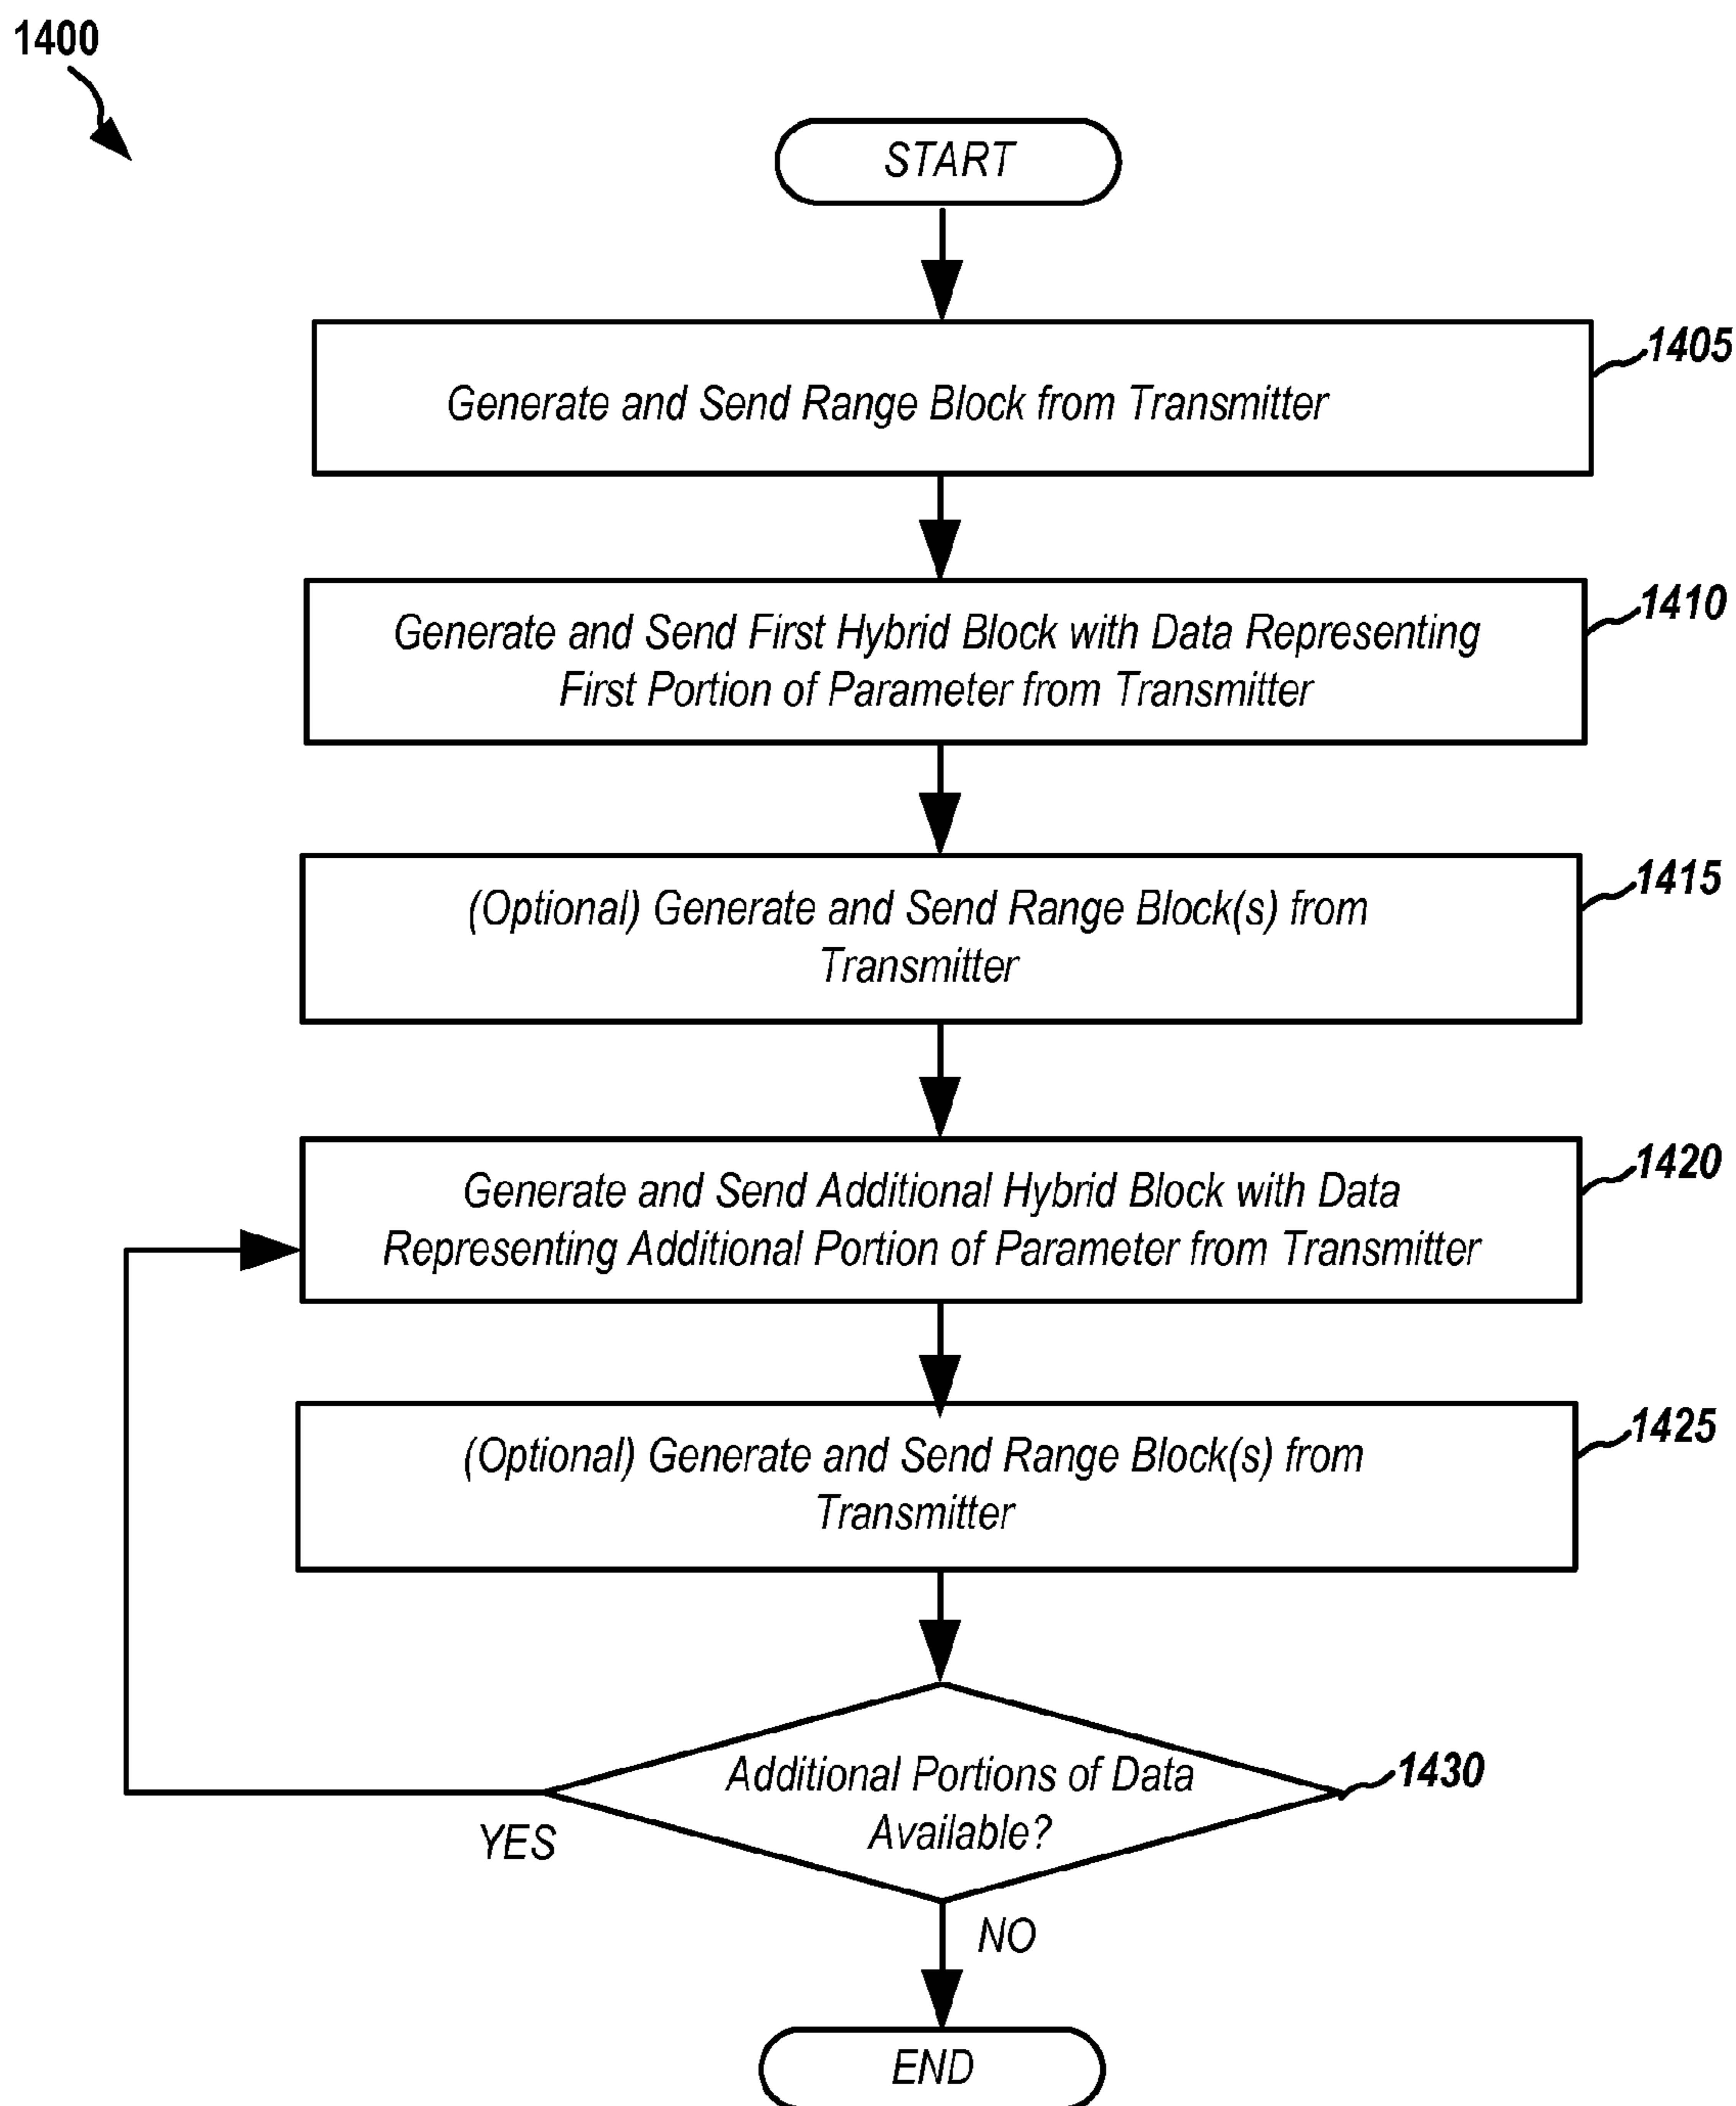 1400
START
1405
Generate and Send Range Block from Transmitter
1410
Generate and Send First Hybrid Block with Data Representing
First Portion of Parameter from Transmitter
1415
(Optional) Generate and Send Range Block(s) from
Transmitter
1420
Generate and Send Additional Hybrid Block with Data
Representing Additional Portion of Parameter from Transmitter
1425
(Optional) Generate and Send Range Block(s) from
Transmitter
1430
Additional Portions of Data
Available?
YES
NO
END